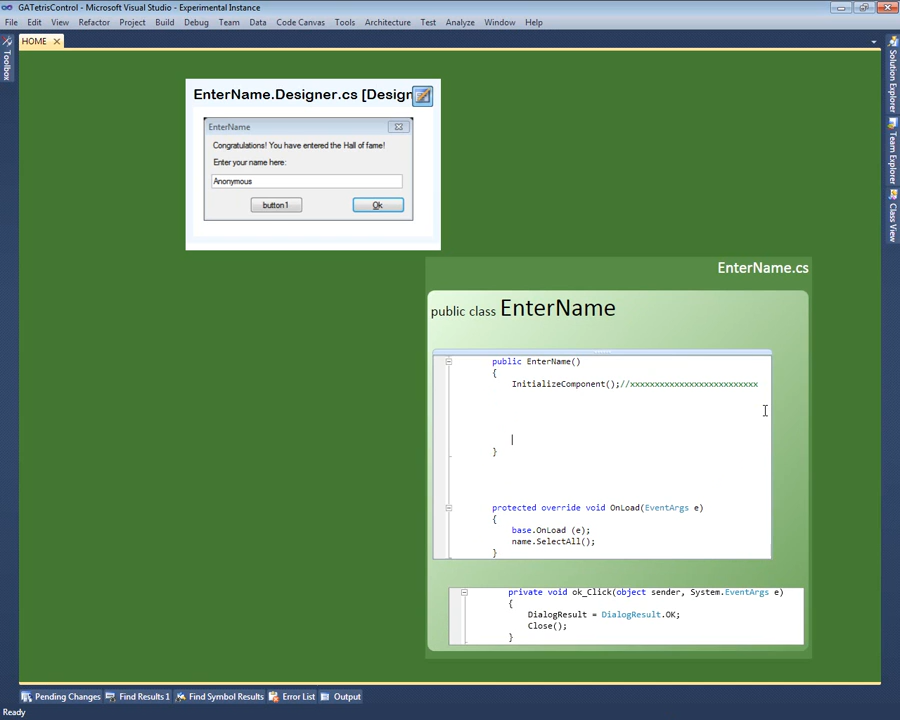 GATetrisControl - Microsoft Visual Studio - Experimental Instance
File Edit View Refactor Project Build Debug Team Data Coords Canvas Tools Architecture Test Analyze Window Help
HOME
Toolbox
Solution Explorer
Team Explorer
Class View
EnterName.Designer.cs [Design
EnterName
Congratulations! You have entered the Hall of fame!
Enter your name here:
Anonymous
button1 Ok
EnterName.cs
public class EnterName
public EnterName()
{
InitializeComponent();//xxxxxxxxxxxxxxxxxxxxxxxxxx
}
protected override void OnLoad(EventArgs e)
{
base.OnLoad (e);
name.SelectAll();
}
private void ok_Click(object sender, System.EventArgs e)
{
DialogResult = DialogResult.OK;
Close();
}
Pending Changes Find Results 1 Find Symbol Results Error List Output
Ready